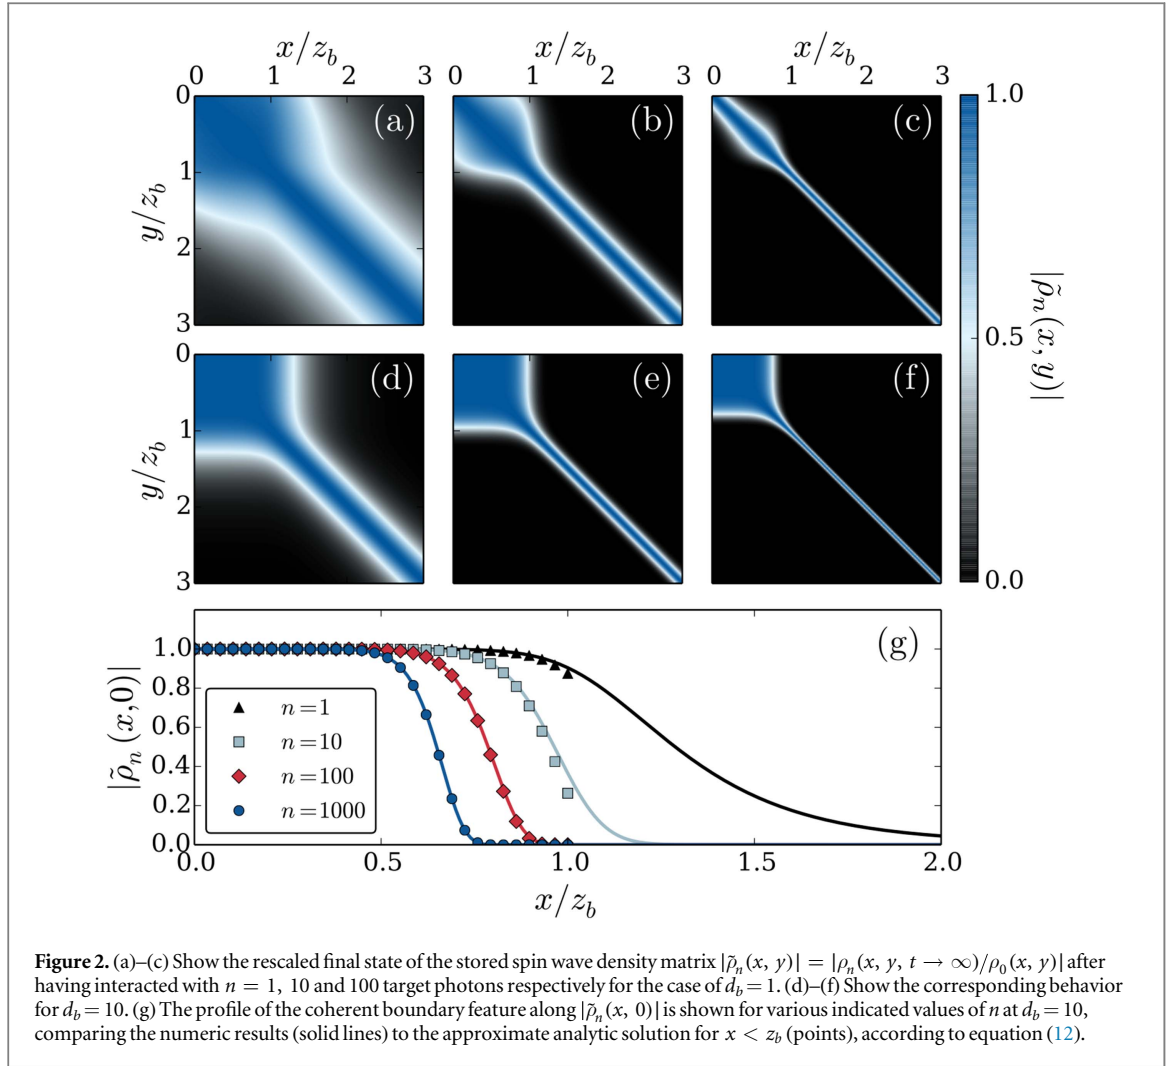 x/z_b x/z_b x/z_b
0 1 2 3 0 1 2 3 0 1 2 3
0 (a) (b) (c) 1.0
1
y/z_b
2
3
|ρ̃_n(x, y)|
0.5
0 (d) (e) (f)
1
y/z_b
2
3 0.0
(g)
1.0
0.8
0.6
0.4
0.2
0.0
|ρ̃_n(x,0)|
n=1
n=10
n=100
n=1000
0.0 0.5 1.0 1.5 2.0
x/z_b
Figure 2. (a)–(c) Show the rescaled final state of the stored spin wave density matrix |ρ̃_n(x, y)| = |ρ_n(x, y, t → ∞)/ρ_0(x, y)| after
having interacted with n = 1, 10 and 100 target photons respectively for the case of d_b = 1. (d)–(f) Show the corresponding behavior
for d_b = 10. (g) The profile of the coherent boundary feature along |ρ̃_n(x, 0)| is shown for various indicated values of n at d_b = 10,
comparing the numeric results (solid lines) to the approximate analytic solution for x < z_b (points), according to equation (12).